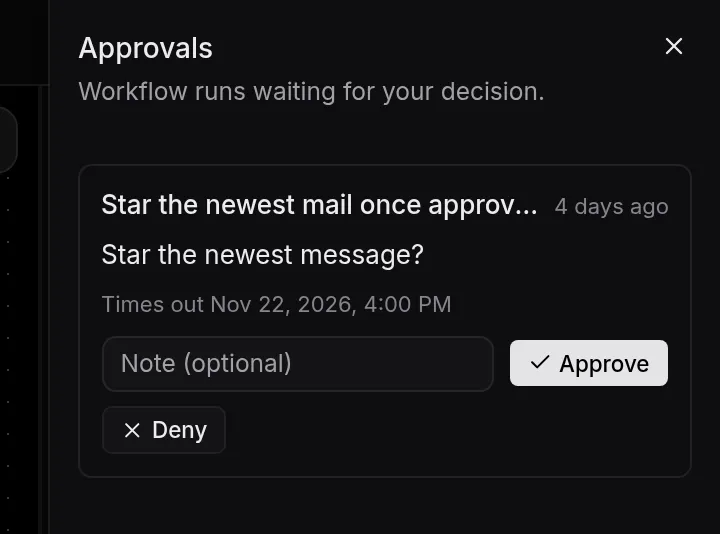 Approvals
Workflow runs waiting for your decision.
Star the newest mail once approv... 4 days ago
Star the newest message?
Times out Nov 22, 2026, 4:00 PM
Note (optional) Approve
Deny